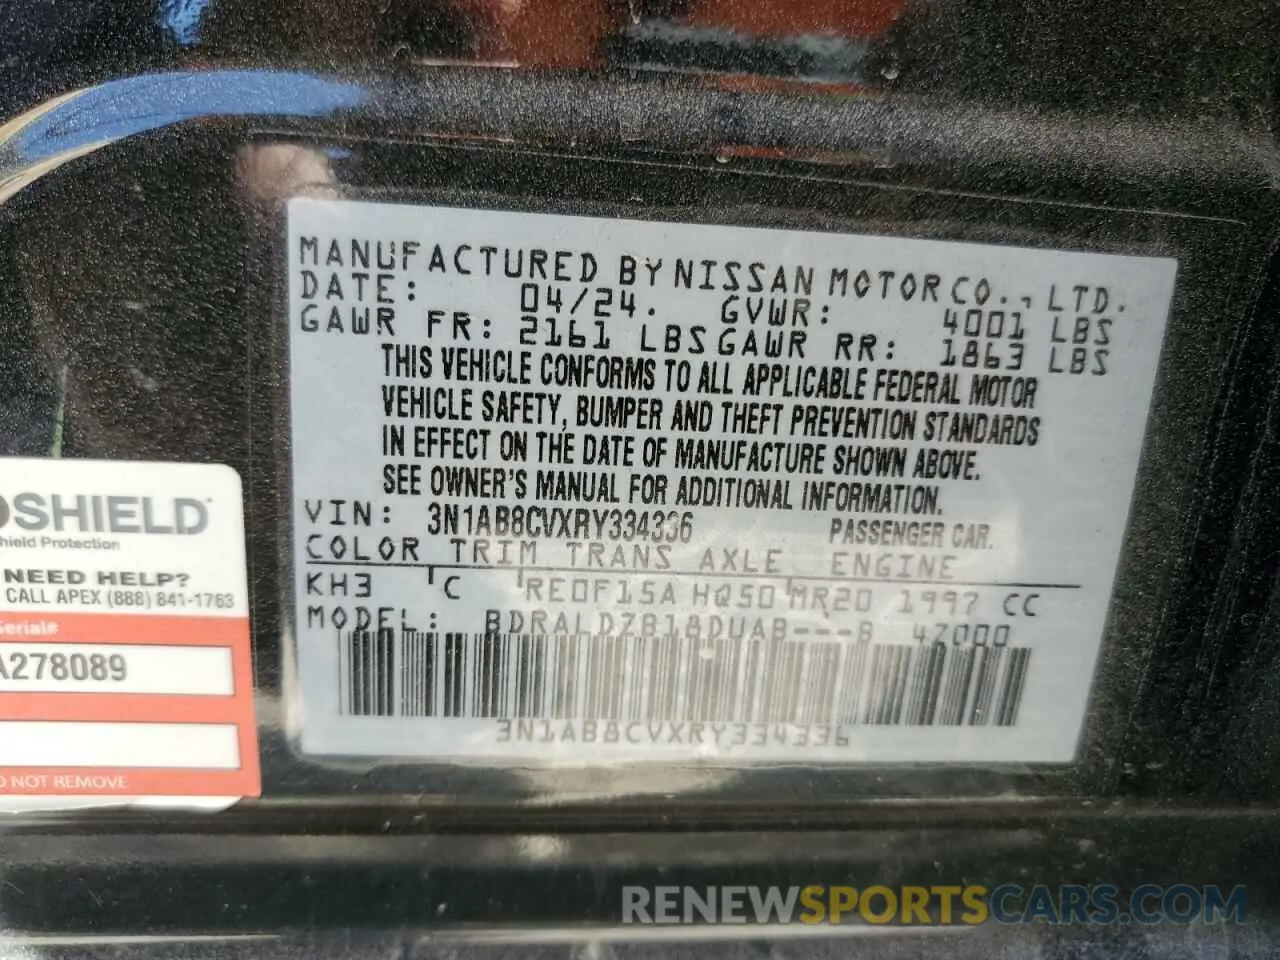 MANUFACTURED BY NISSAN MOTOR CO., LTD.
DATE: 04/24. GVWR: 4001 LBS
GAWR FR: 2161 LBS GAWR RR: 1863 LBS
THIS VEHICLE CONFORMS TO ALL APPLICABLE FEDERAL MOTOR
VEHICLE SAFETY, BUMPER AND THEFT PREVENTION STANDARDS
IN EFFECT ON THE DATE OF MANUFACTURE SHOWN ABOVE.
SEE OWNER'S MANUAL FOR ADDITIONAL INFORMATION.
VIN: 3N1AB8CVXRY334336 PASSENGER CAR.
COLOR TRIM TRANS AXLE ENGINE
KH3 C RE0F15A HQ50 MR20 1997 CC
MODEL: BDRALDZB18DUAB---B 4Z000
3N1AB8CVXRY334336
SHIELD
hield Protection
NEED HELP?
CALL APEX (888) 841-1763
Serial#
A278089
NOT REMOVE
RENEWSPORTSCARS.COM